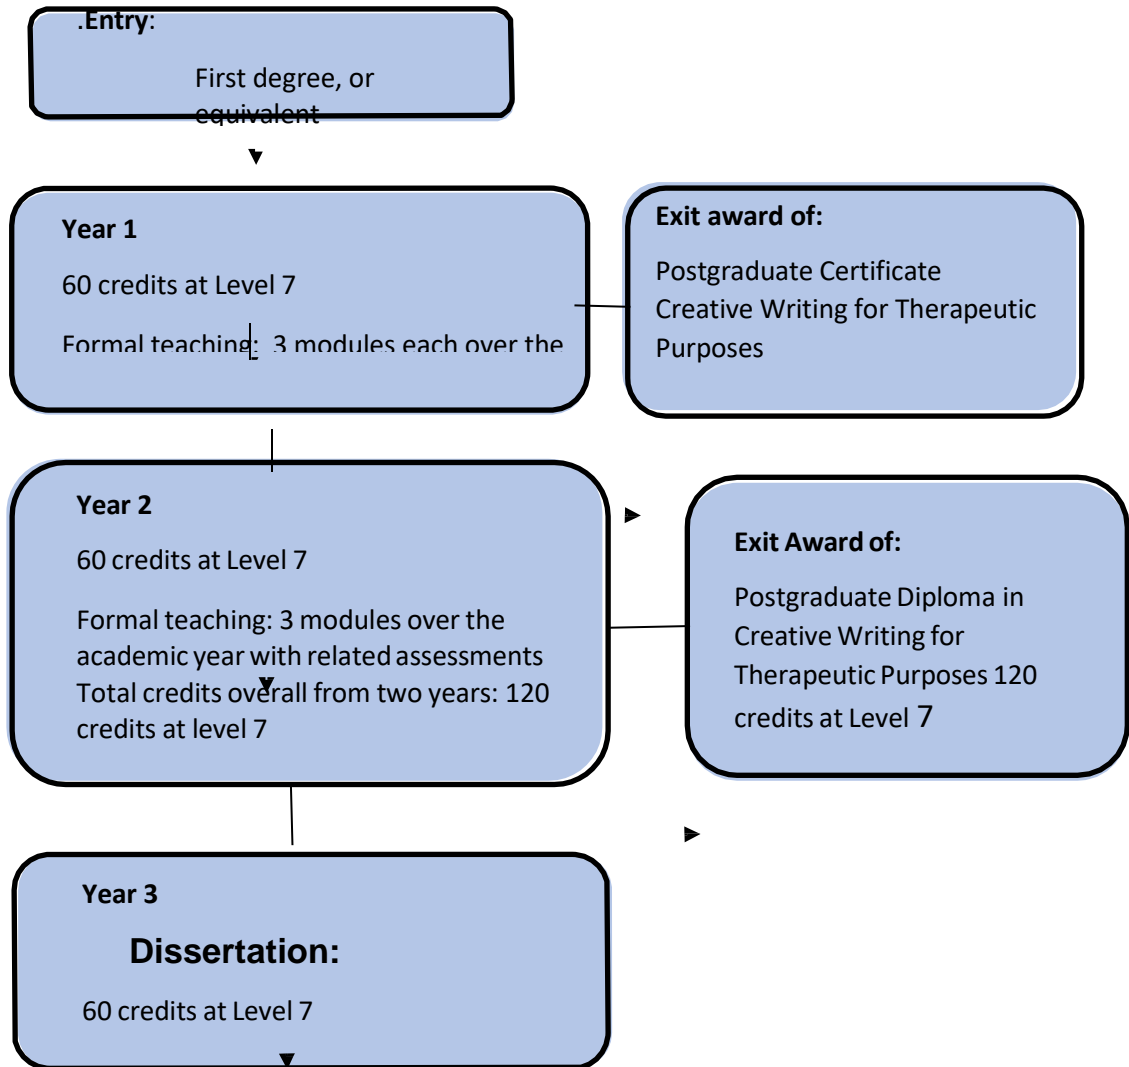 .Entry:
First degree, or
equivalent
Year 1
60 credits at Level 7
Formal teaching: 3 modules each over the
Exit award of:
Postgraduate Certificate
Creative Writing for Therapeutic
Purposes
Year 2
60 credits at Level 7
Formal teaching: 3 modules over the
academic year with related assessments
Total credits overall from two years: 120
credits at level 7
Exit Award of:
Postgraduate Diploma in
Creative Writing for
Therapeutic Purposes 120
credits at Level 7
Year 3
Dissertation:
60 credits at Level 7